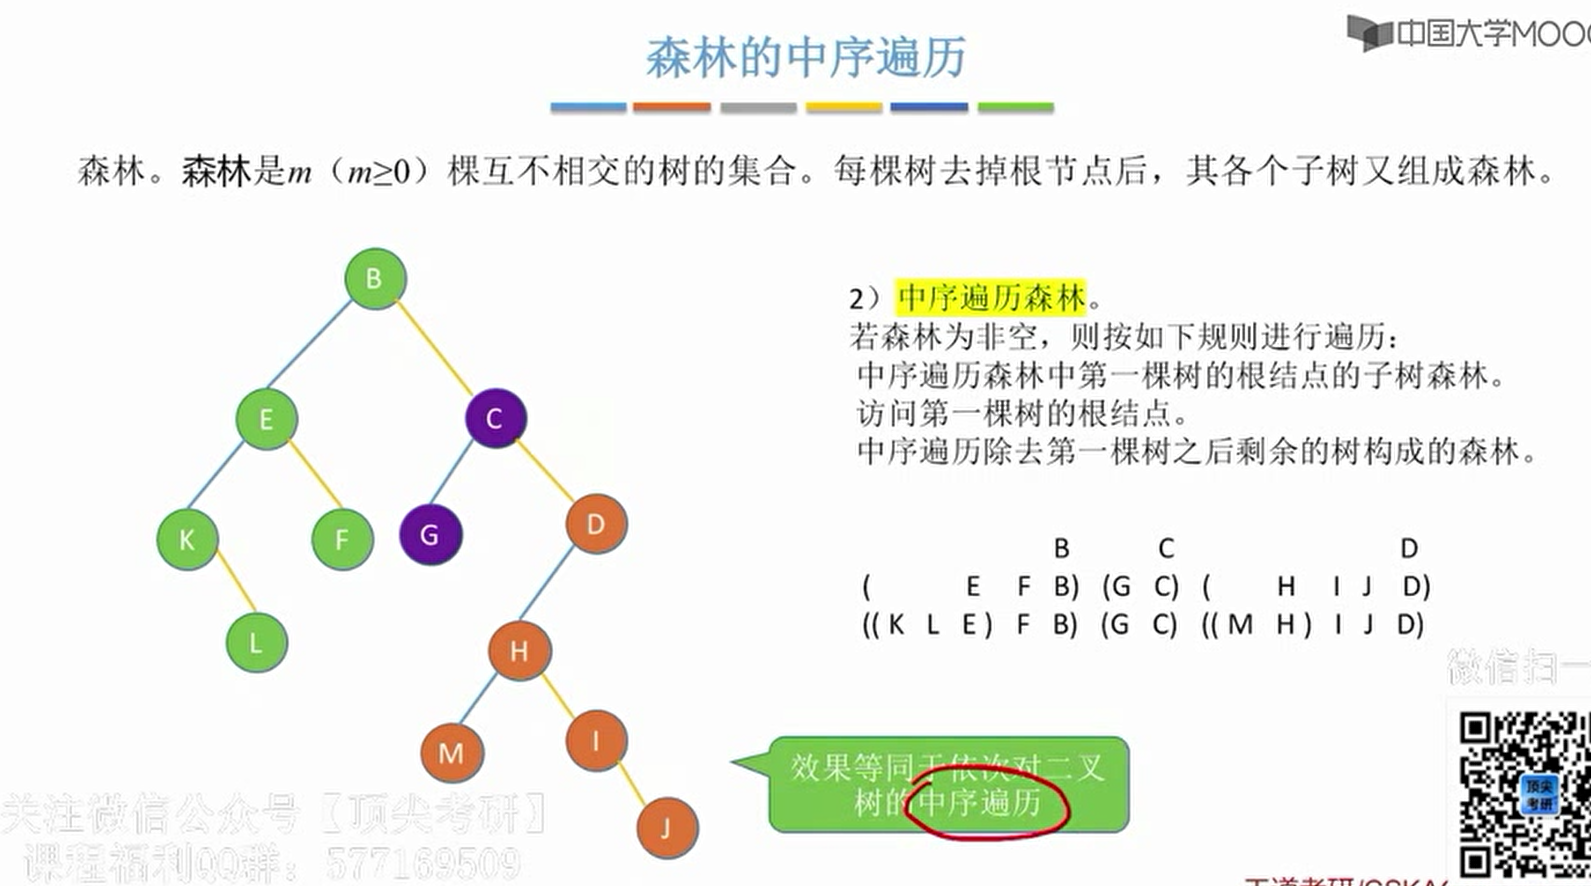 中国大学MOOC
森林的中序遍历
森林。森林是m（m≥0）棵互不相交的树的集合。每棵树去掉根节点后，其各个子树又组成森林。
B
E
C
K
F
G
D
L
H
M
I
J
2）中序遍历森林。
若森林为非空，则按如下规则进行遍历：
中序遍历森林中第一棵树的根结点的子树森林。
访问第一棵树的根结点。
中序遍历除去第一棵树之后剩余的树构成的森林。
B C D
( E F B) (G C) ( H I J D)
(( K L E ) F B) (G C) (( M H ) I J D)
效果等同于依次对二叉
树的中序遍历
微信扫一
顶尖
考研
关注微信公众号【顶尖考研】
课程福利QQ群：577169509